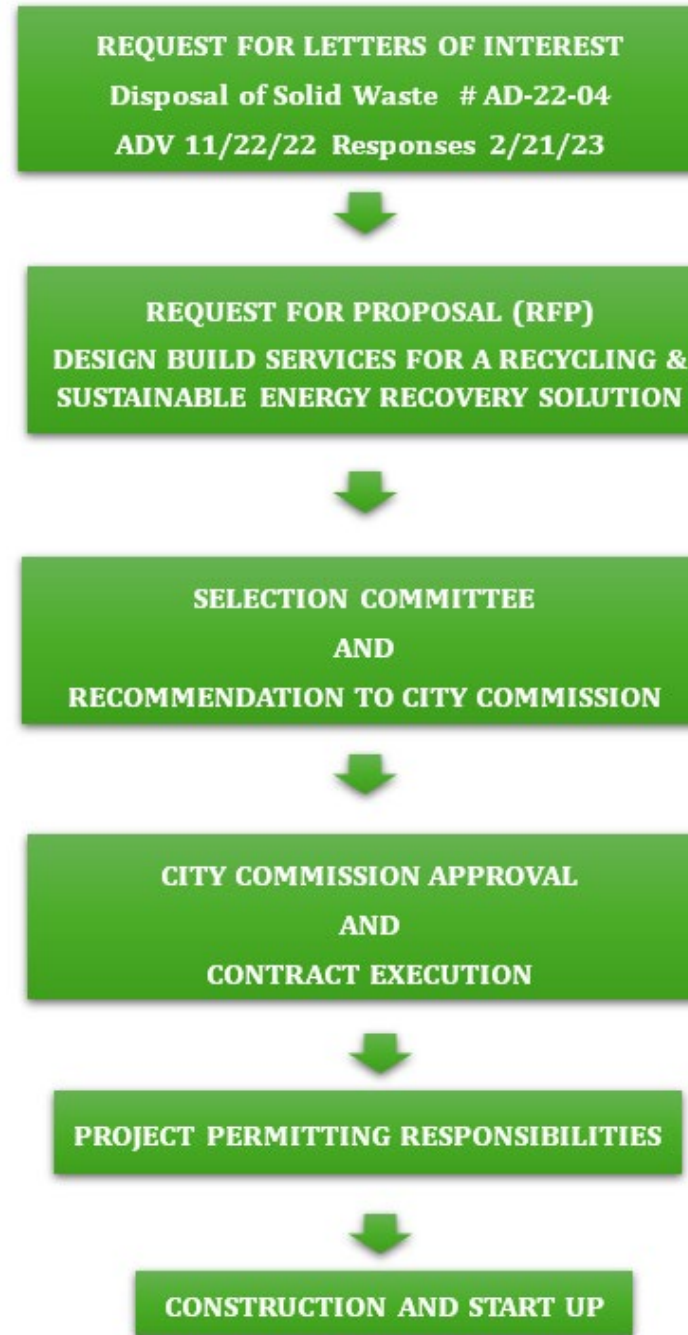 REQUEST FOR LETTERS OF INTEREST
Disposal of Solid Waste # AD-22-04
ADV 11/22/22 Responses 2/21/23
REQUEST FOR PROPOSAL (RFP)
DESIGN BUILD SERVICES FOR A RECYCLING &
SUSTAINABLE ENERGY RECOVERY SOLUTION
SELECTION COMMITTEE
AND
RECOMMENDATION TO CITY COMMISSION
CITY COMMISSION APPROVAL
AND
CONTRACT EXECUTION
PROJECT PERMITTING RESPONSIBILITIES
CONSTRUCTION AND START UP